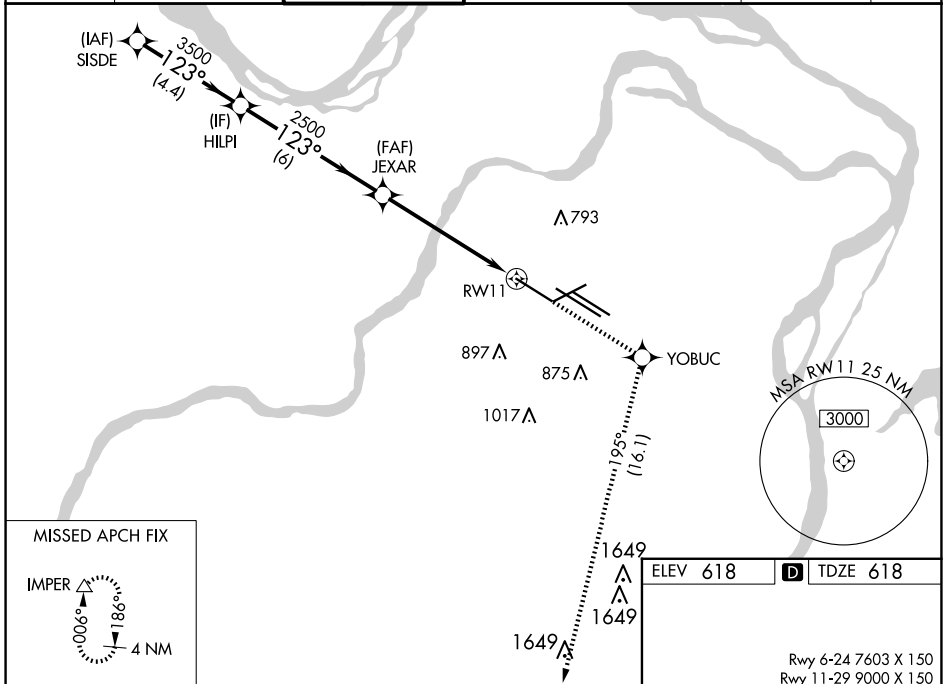 (IAF)
SISDE
3500
123°
(4.4)
(IF)
HILPI
2500
123°
(6)
(FAF)
JEXAR
793
RW11
897
875
1017
YOBUC
MSA RW11 25 NM
3000
195°
(16.1)
MISSED APCH FIX
IMPER
006°
186°
4 NM
1649
1649
1649
ELEV 618 D TDZE 618
Rwy 6-24 7603 X 150
Rwy 11-29 9000 X 150